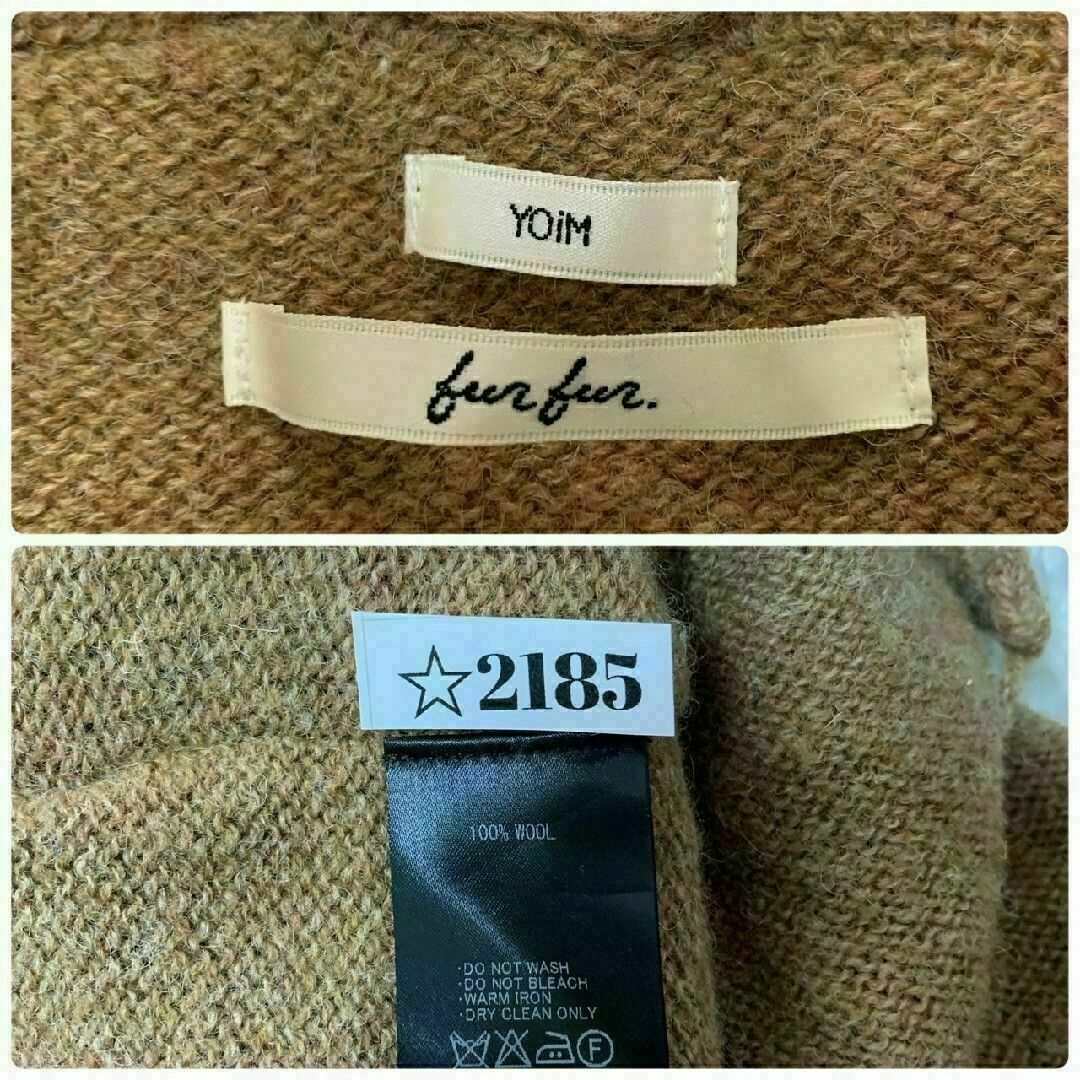 YOiM
fur fur.
☆2185
100% WOOL
·DO NOT WASH
·DO NOT BLEACH
·WARM IRON
·DRY CLEAN ONLY
F